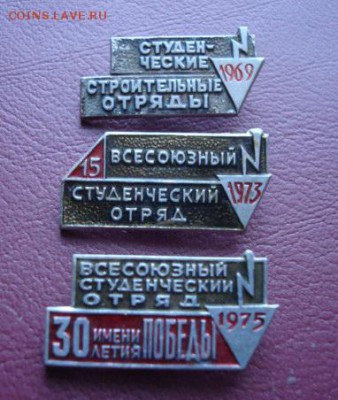 COINS.LAVE.RU
СТУДЕН-
ЧЕСКИЕ
1969
СТРОИТЕЛЬНЫЕ
ОТРЯДЫ
15 ВСЕСОЮЗНЫЙ
СТУДЕНЧЕСКИЙ 1973
ОТРЯД
ВСЕСОЮЗНЫЙ
СТУДЕНЧЕСКИЙ
ОТРЯД
1975
30 ИМЕНИ ПОБЕДЫ
ЛЕТИЯ